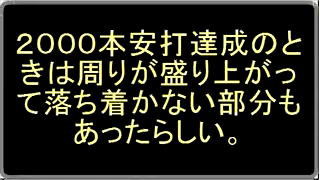 ２０００本安打達成のと
きは周りが盛り上がっ
て落ち着かない部分も
あったらしい。